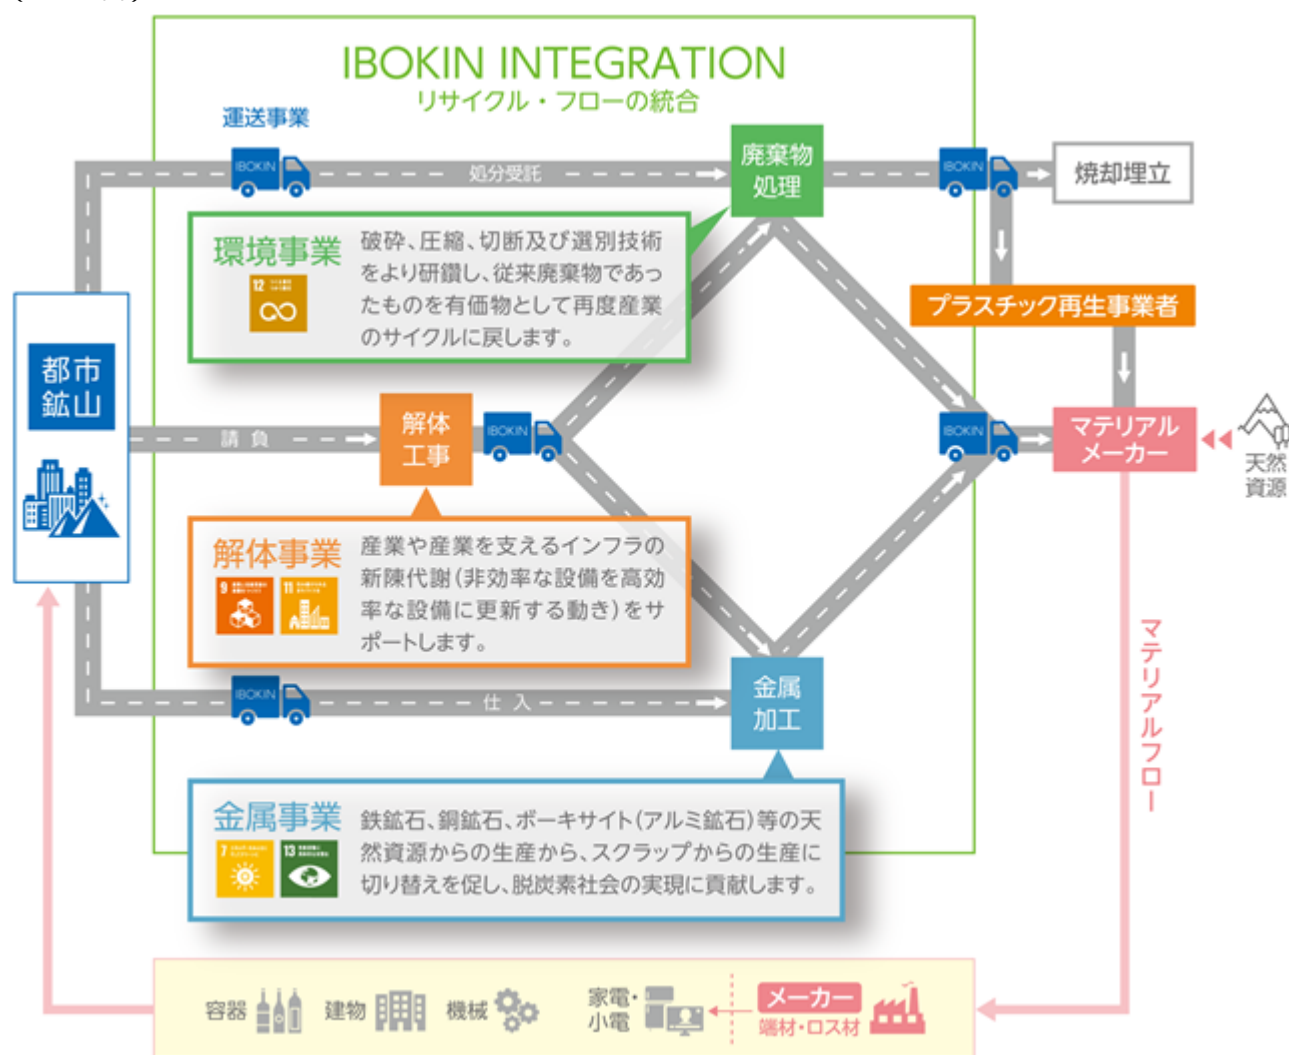 IBOKIN INTEGRATION
リサイクル・フローの統合
運送事業
IBOKIN
処分受託
廃棄物
処理
IBOKIN
焼却埋立
環境事業
12
破砕、圧縮、切断及び選別技術
をより研鑽し、従来廃棄物であっ
たものを有価物として再度産業
のサイクルに戻します。
プラスチック再生事業者
都市
鉱山
請負
解体
工事
IBOKIN
IBOKIN
マテリアル
メーカー
天然
資源
解体事業
9
11
産業や産業を支えるインフラの
新陳代謝(非効率な設備を高効
率な設備に更新する動き)をサ
ポートします。
マテリアルフロー
IBOKIN
仕入
金属
加工
金属事業
7
13
鉄鉱石、銅鉱石、ボーキサイト(アルミ鉱石)等の天
然資源からの生産から、スクラップからの生産に
切り替えを促し、脱炭素社会の実現に貢献します。
容器
建物
機械
家電・
小電
メーカー
端材・ロス材